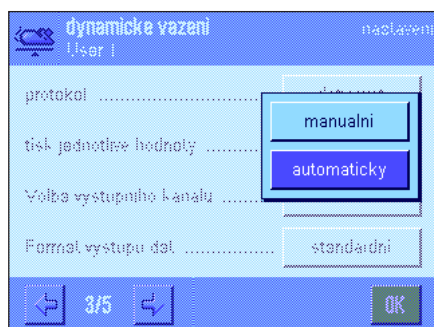 dynamicke vazeni
nastaveni
User 1
protokol ..........................
tisk jednotlive hodnoty .........
manualni
automaticky
Volba vystupniho kanalu .......
Format vystupu dat ................
standardni
3/5
OK